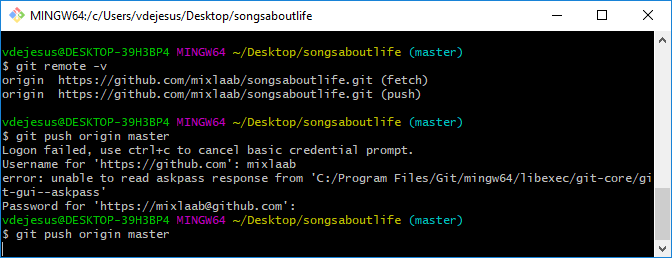 MINGW64:/c/Users/vdejesus/Desktop/songsaboutlife
vdejesus@DESKTOP-39H3BP4 MINGW64 ~/Desktop/songsaboutlife (master)
$ git remote -v
origin  https://github.com/mixlaab/songsaboutlife.git (fetch)
origin  https://github.com/mixlaab/songsaboutlife.git (push)
vdejesus@DESKTOP-39H3BP4 MINGW64 ~/Desktop/songsaboutlife (master)
$ git push origin master
Logon failed, use ctrl+c to cancel basic credential prompt.
Username for 'https://github.com': mixlaab
error: unable to read askpass response from 'C:/Program Files/Git/mingw64/libexec/git-core/gi
t-gui--askpass'
Password for 'https://mixlaab@github.com':
vdejesus@DESKTOP-39H3BP4 MINGW64 ~/Desktop/songsaboutlife (master)
$ git push origin master